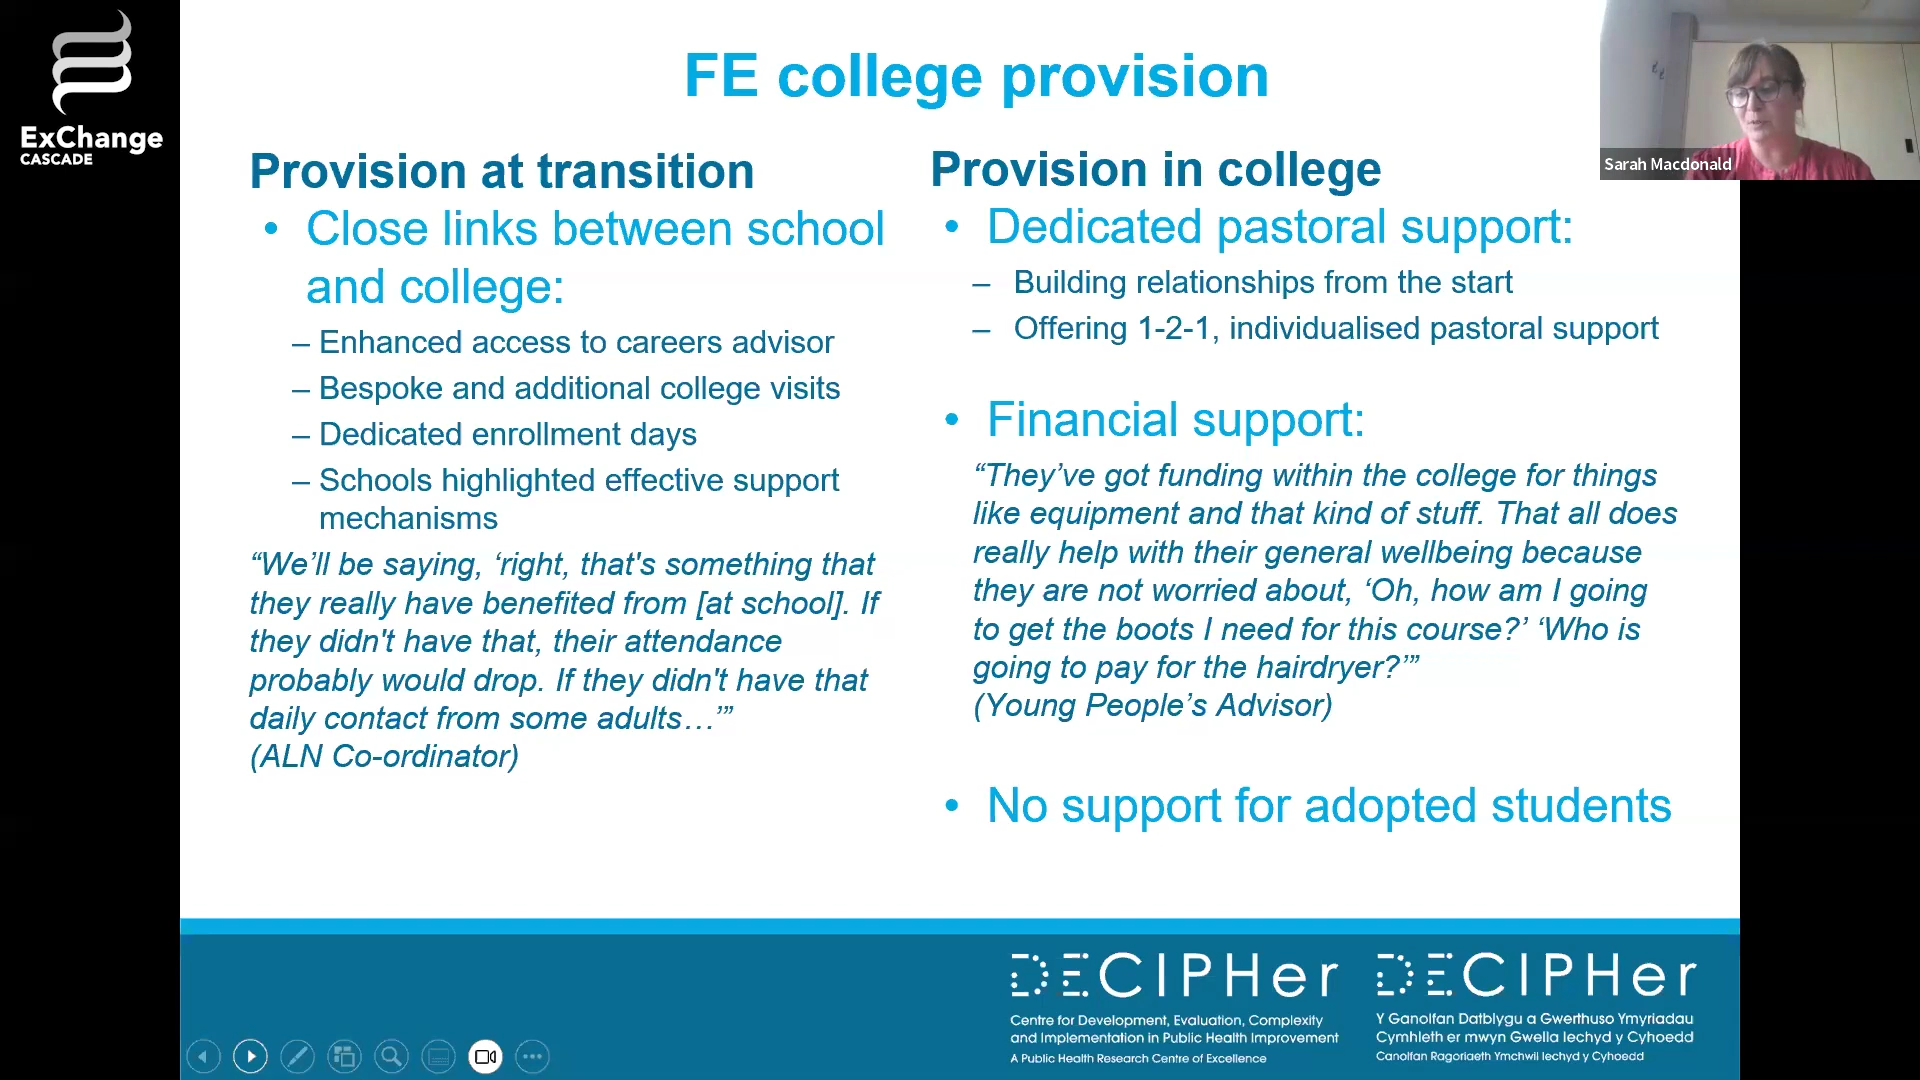 ExChange
CASCADE
FE college provision
Sarah Macdonald
Provision at transition
• Close links between school
and college:
– Enhanced access to careers advisor
– Bespoke and additional college visits
– Dedicated enrollment days
– Schools highlighted effective support
mechanisms
“We’ll be saying, ‘right, that's something that
they really have benefited from [at school]. If
they didn't have that, their attendance
probably would drop. If they didn't have that
daily contact from some adults…’”
(ALN Co-ordinator)
Provision in college
• Dedicated pastoral support:
– Building relationships from the start
– Offering 1-2-1, individualised pastoral support
• Financial support:
“They’ve got funding within the college for things
like equipment and that kind of stuff. That all does
really help with their general wellbeing because
they are not worried about, ‘Oh, how am I going
to get the boots I need for this course?’ ‘Who is
going to pay for the hairdryer?’”
(Young People’s Advisor)
• No support for adopted students
DECIPHer
Centre for Development, Evaluation, Complexity
and Implementation in Public Health Improvement
A Public Health Research Centre of Excellence
DECIPHer
Y Ganolfan Datblygu a Gwerthuso Ymyriadau
Cymhleth er mwyn Gwella Iechyd y Cyhoedd
Canolfan Ragoriaeth Ymchwil Iechyd y Cyhoedd